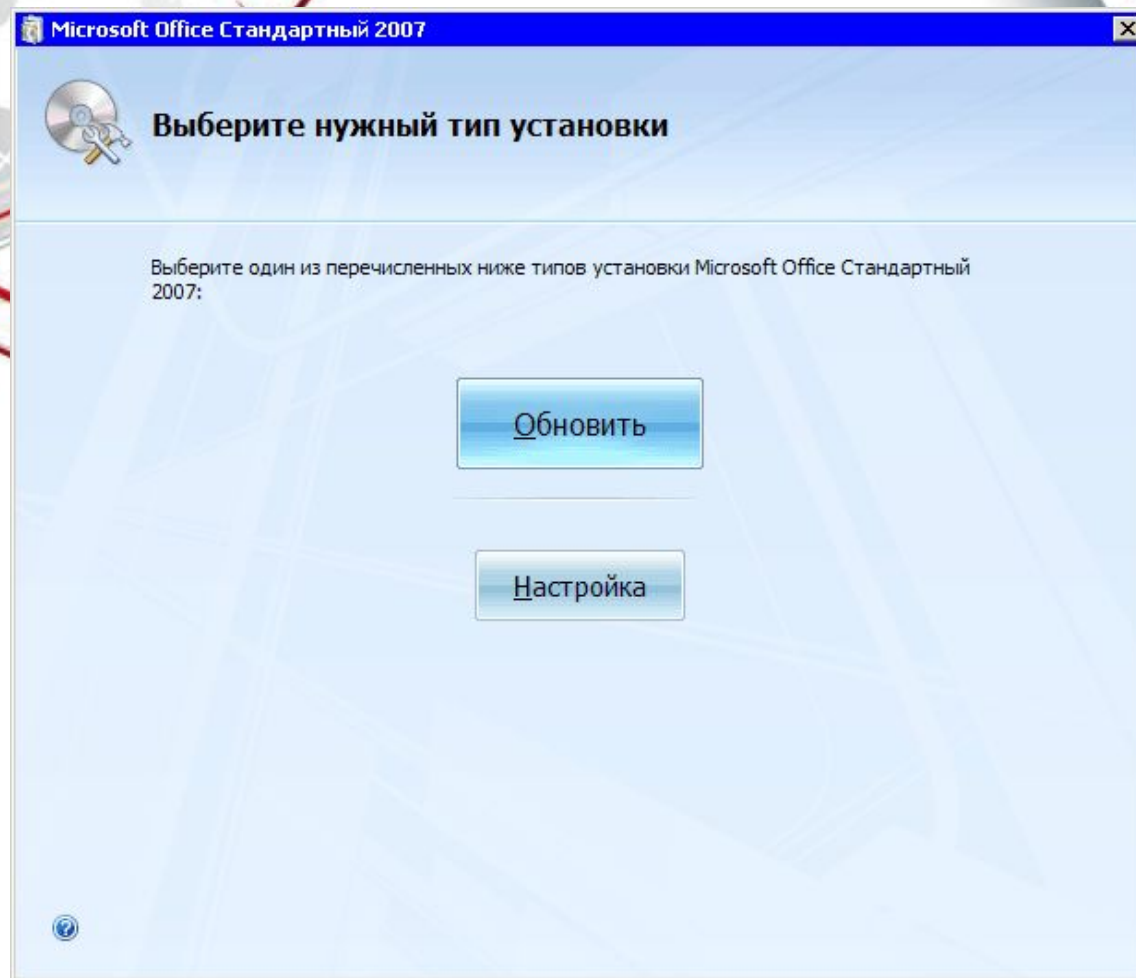 Microsoft Office Стандартный 2007
Выберите нужный тип установки
Выберите один из перечисленных ниже типов установки Microsoft Office Стандартный
2007:
Обновить
Настройка